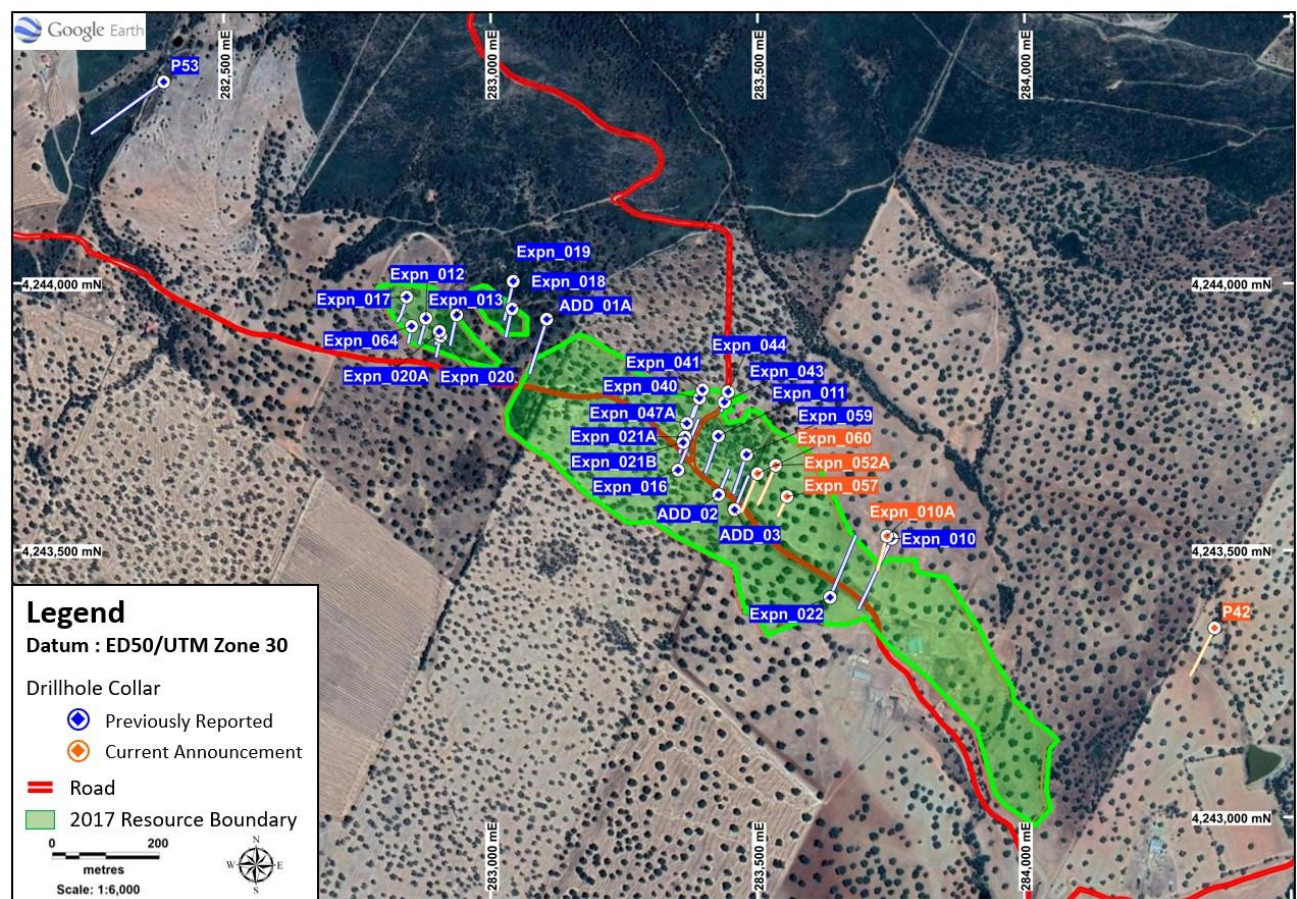 Google Earth
P53
282,500 mE
283,000 mE
283,500 mE
284,000 mE
Expn_019
Expn_012
Expn_018
4,244,000 mN
4,244,000 mN
Expn_017
Expn_013
ADD_01A
Expn_064
Expn_044
Expn_041
Expn_020A
Expn_020
Expn_043
Expn_040
Expn_011
Expn_047A
Expn_059
Expn_021A
Expn_060
Expn_021B
Expn_052A
Expn_016
Expn_057
ADD_02
Expn_010A
ADD_03
Expn_010
4,243,500 mN
4,243,500 mN
Expn_022
P42
Legend
Datum : ED50/UTM Zone 30
Drillhole Collar
Previously Reported
Current Announcement
Road
2017 Resource Boundary
0 200
metres
Scale: 1:6,000
N
W E
S
4,243,000 mN
283,000 mE
283,500 mE
284,000 mE